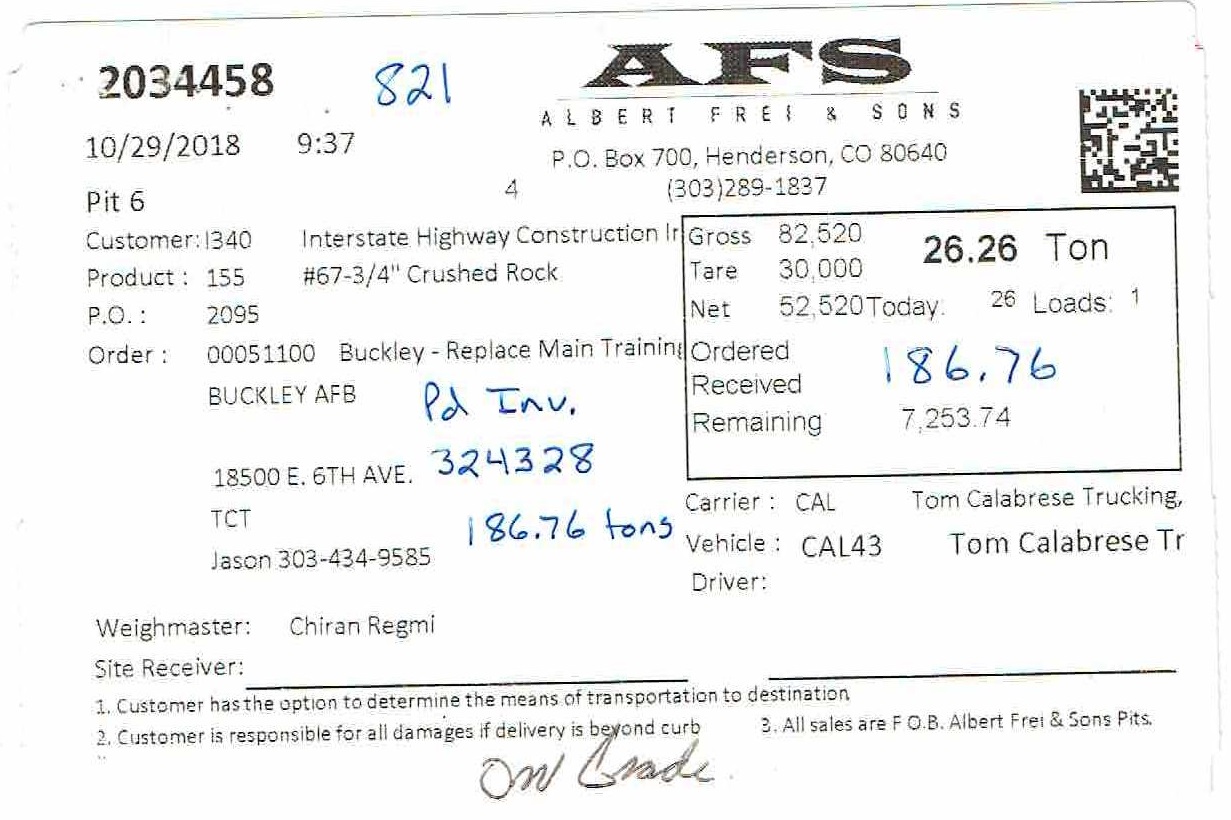 2034458 821
AFS
ALBERT FREI & SONS
10/29/2018 9:37
P.O. Box 700, Henderson, CO 80640
4 (303)289-1837
Pit 6
Customer: I340 Interstate Highway Construction Ir
Product : 155 #67-3/4" Crushed Rock
P.O. : 2095
Order : 00051100 Buckley - Replace Main Training
BUCKLEY AFB
Pd Inv.
324328
18500 E. 6TH AVE.
TCT
186.76 tons
Jason 303-434-9585
Gross 82,520 26.26 Ton
Tare 30,000
Net 52,520 Today: 26 Loads: 1
Ordered
Received 186.76
Remaining 7,253.74
Carrier : CAL Tom Calabrese Trucking,
Vehicle : CAL43 Tom Calabrese Tr
Driver:
Weighmaster: Chiran Regmi
Site Receiver:
1. Customer has the option to determine the means of transportation to destination
2. Customer is responsible for all damages if delivery is beyond curb 3. All sales are F O.B. Albert Frei & Sons Pits.
On Grade